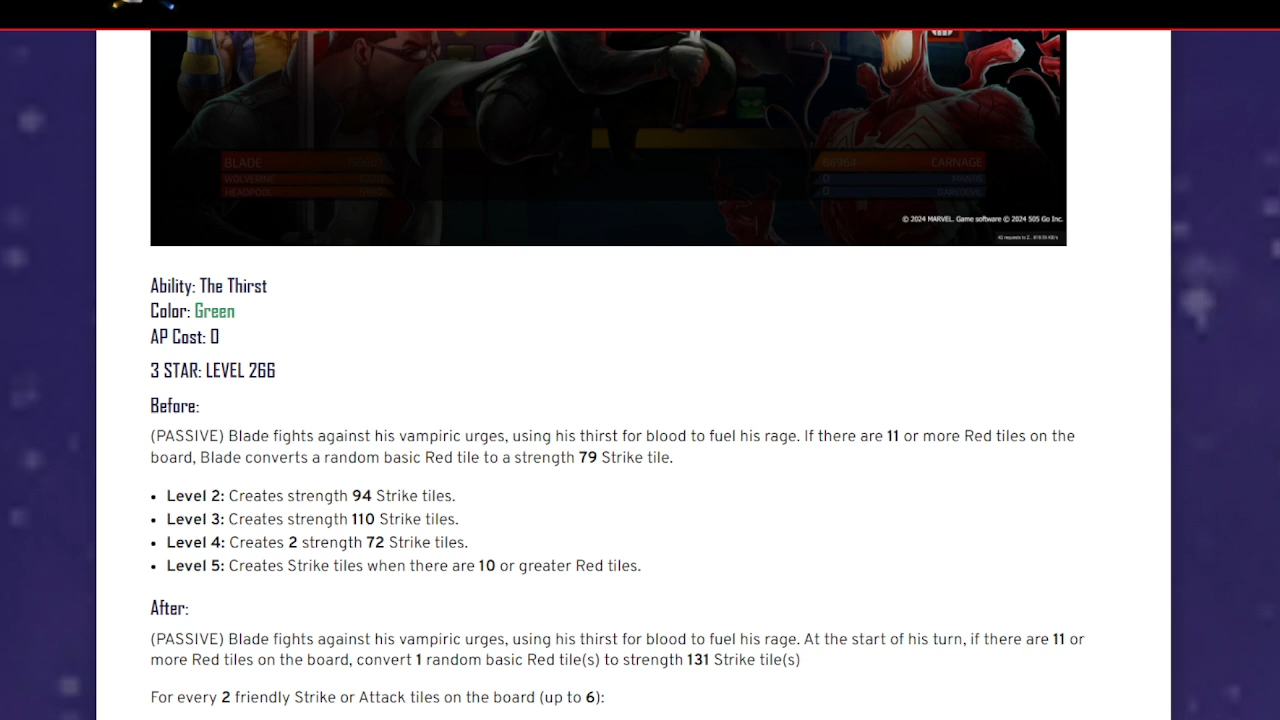 BLADE
WOLVERINE
HEADPOOL
66964 CARNAGE
0 MANTIS
0 DAREDEVIL
© 2024 MARVEL. Game software © 2024 505 Go Inc.
Ability: The Thirst
Color: Green
AP Cost: 0
3 STAR: LEVEL 266
Before:
(PASSIVE) Blade fights against his vampiric urges, using his thirst for blood to fuel his rage. If there are 11 or more Red tiles on the
board, Blade converts a random basic Red tile to a strength 79 Strike tile.
• Level 2: Creates strength 94 Strike tiles.
• Level 3: Creates strength 110 Strike tiles.
• Level 4: Creates 2 strength 72 Strike tiles.
• Level 5: Creates Strike tiles when there are 10 or greater Red tiles.
After:
(PASSIVE) Blade fights against his vampiric urges, using his thirst for blood to fuel his rage. At the start of his turn, if there are 11 or
more Red tiles on the board, convert 1 random basic Red tile(s) to strength 131 Strike tile(s)
For every 2 friendly Strike or Attack tiles on the board (up to 6):